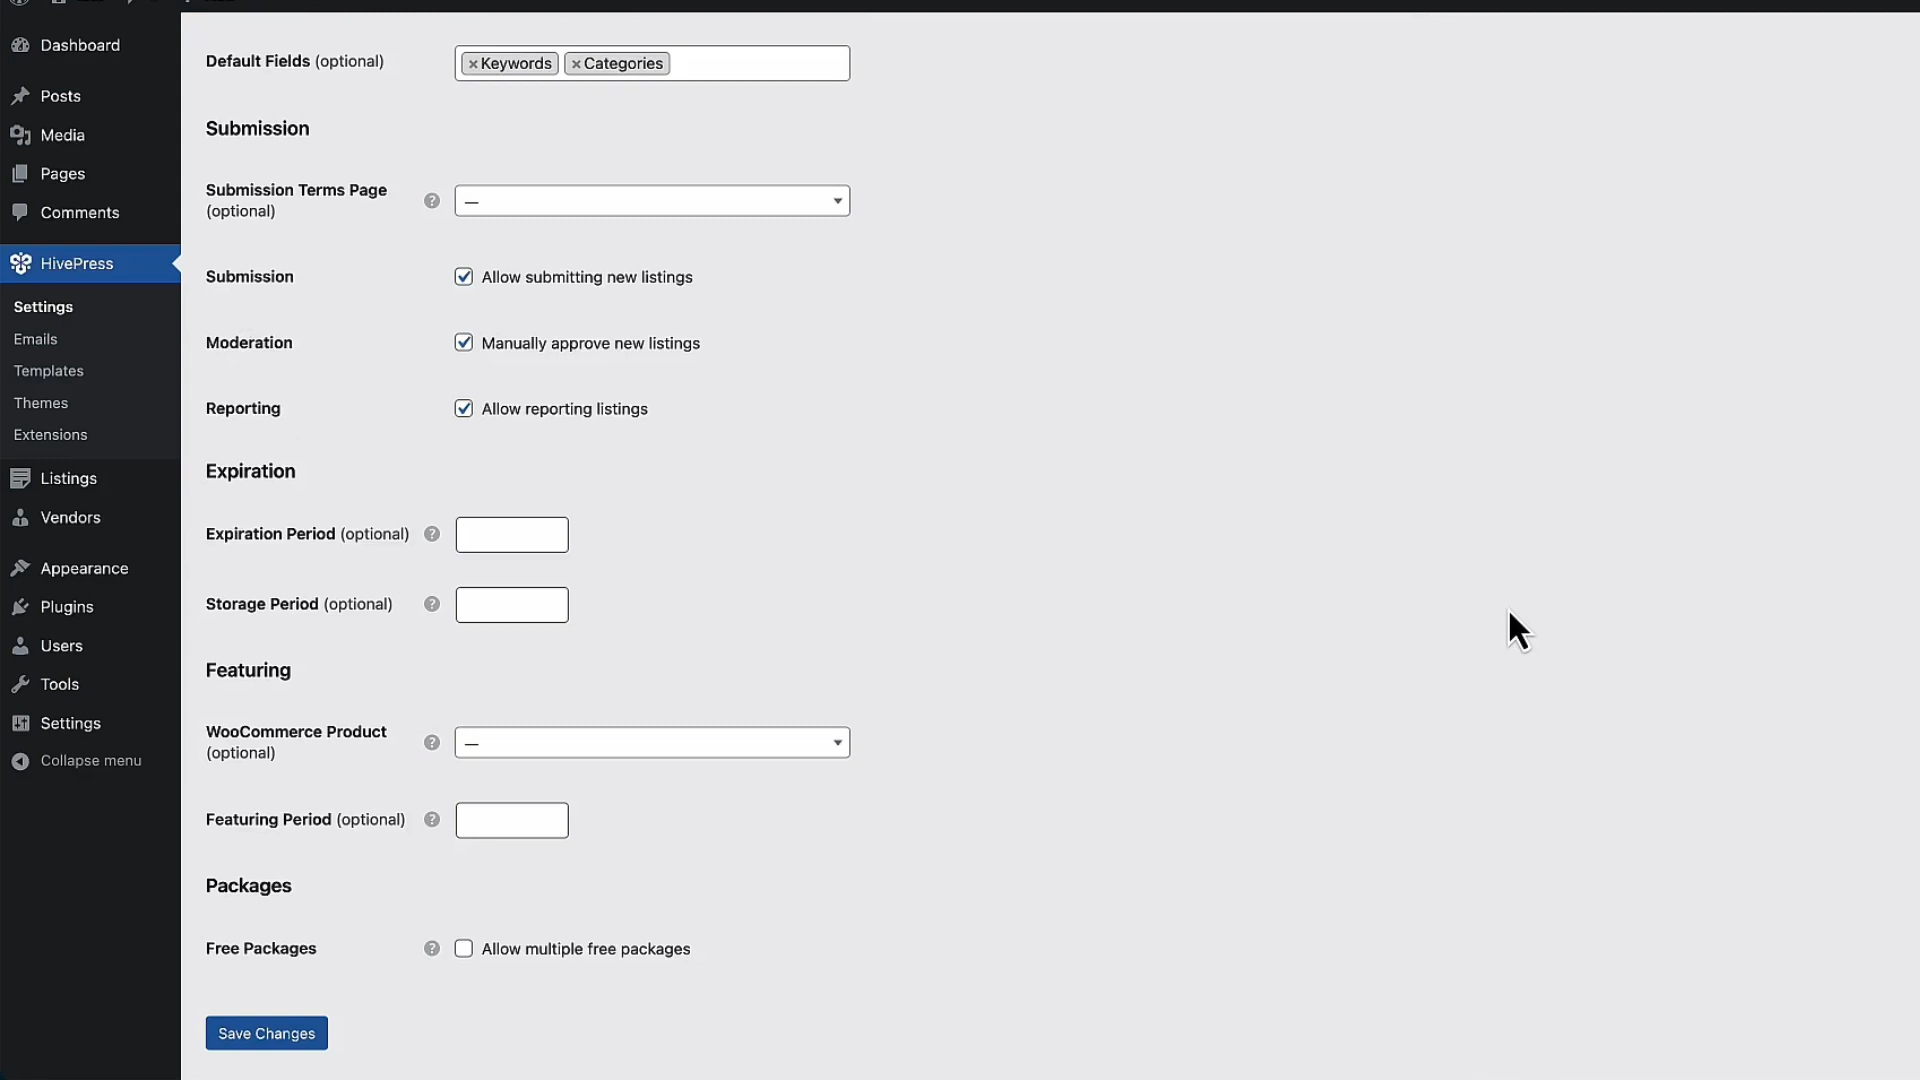 Dashboard
Posts
Media
Pages
Comments
HivePress
Settings
Emails
Templates
Themes
Extensions
Listings
Vendors
Appearance
Plugins
Users
Tools
Settings
Collapse menu
Default Fields (optional)
×Keywords ×Categories
Submission
Submission Terms Page
(optional)
? —
Submission
Allow submitting new listings
Moderation
Manually approve new listings
Reporting
Allow reporting listings
Expiration
Expiration Period (optional) ?
Storage Period (optional) ?
Featuring
WooCommerce Product
(optional)
? —
Featuring Period (optional) ?
Packages
Free Packages ? Allow multiple free packages
Save Changes